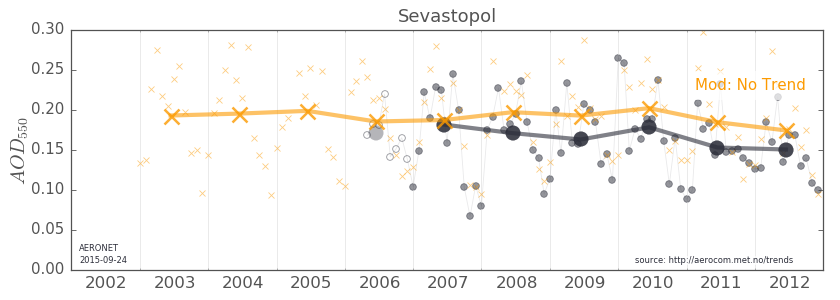 Sevastopol
0.30
0.25
0.20
0.15
0.10
0.05
0.00
AOD550
Mod: No Trend
AERONET
2015-09-24
source: http://aerocom.met.no/trends
2002 2003 2004 2005 2006 2007 2008 2009 2010 2011 2012